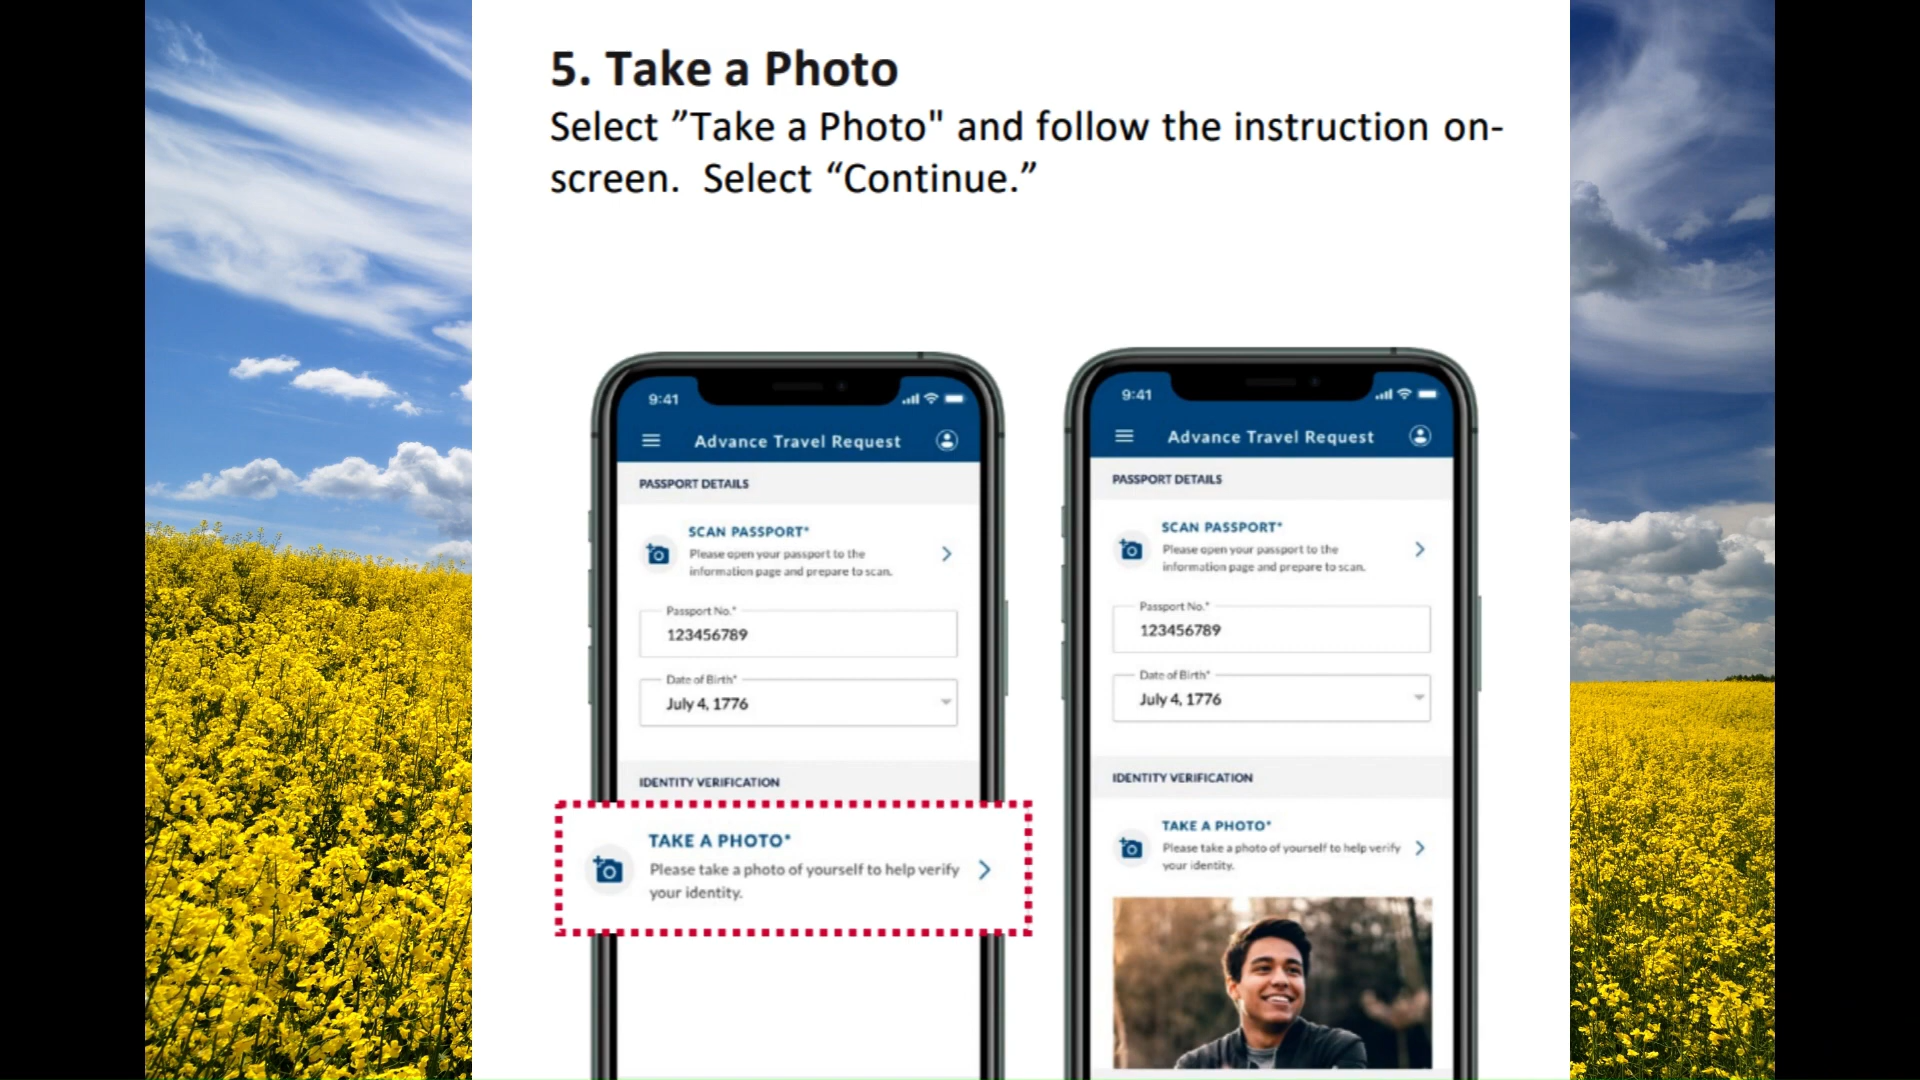 5. Take a Photo
Select ”Take a Photo" and follow the instruction on-
screen.  Select “Continue.”
9:41
Advance Travel Request
PASSPORT DETAILS
SCAN PASSPORT*
Please open your passport to the
information page and prepare to scan.
Passport No.*
123456789
Date of Birth*
July 4, 1776
IDENTITY VERIFICATION
TAKE A PHOTO*
Please take a photo of yourself to help verify
your identity.
9:41
Advance Travel Request
PASSPORT DETAILS
SCAN PASSPORT*
Please open your passport to the
information page and prepare to scan.
Passport No.*
123456789
Date of Birth*
July 4, 1776
IDENTITY VERIFICATION
TAKE A PHOTO*
Please take a photo of yourself to help verify
your identity.